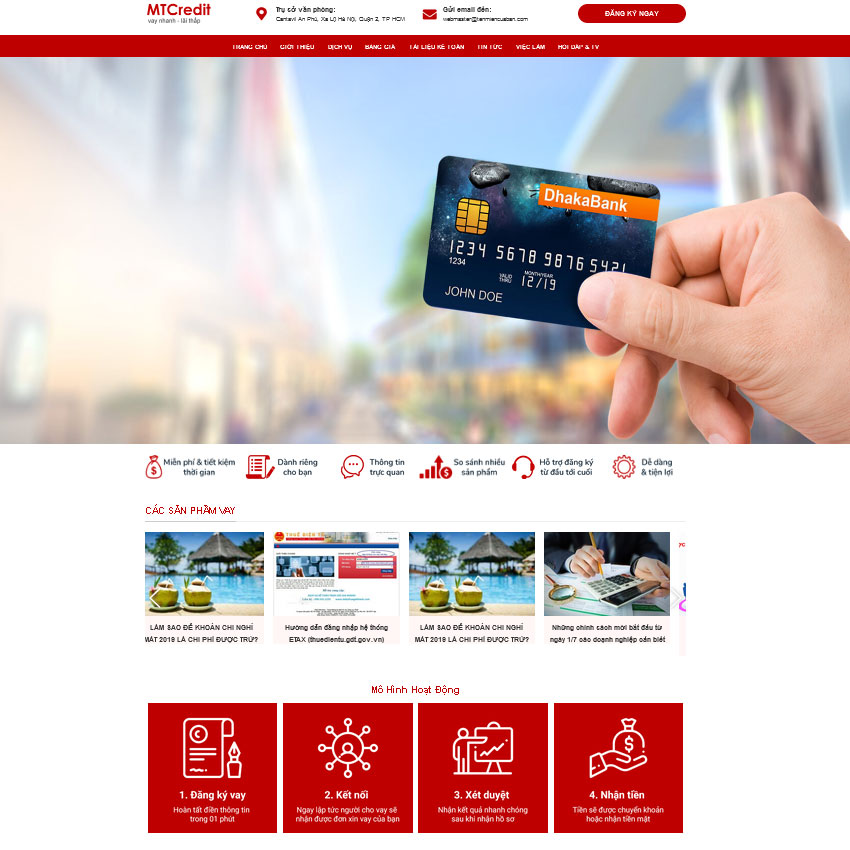 MTCredit
vay nhanh - lãi thấp
Trụ sở văn phòng:
Cantavil An Phú, Xa Lộ Hà Nội, Quận 2, TP HCM
Gửi email đến:
webmaster@tenmiencuaban.com
ĐĂNG KÝ NGAY
TRANG CHỦ GIỚI THIỆU DỊCH VỤ BẢNG GIÁ TÀI LIỆU KẾ TOÁN TIN TỨC VIỆC LÀM HỎI ĐÁP & TV
DhakaBank
1234 5678 9876 5421
1234
VALID THRU
MONTH/YEAR
12/19
JOHN DOE
Miễn phí & tiết kiệm
thời gian
Dành riêng
cho bạn
Thông tin
trực quan
So sánh nhiều
sản phẩm
Hỗ trợ đăng ký
từ đầu tới cuối
Dễ dàng
& tiện lợi
CÁC SẢN PHẨM VAY
THUẾ ĐIỆN T
LÀM SAO ĐỂ KHOẢN CHI NGHỈ
MÁT 2019 LÀ CHI PHÍ ĐƯỢC TRỪ?
Hướng dẫn đăng nhập hệ thống
ETAX (thuedientu.gdt.gov.vn)
LÀM SAO ĐỂ KHOẢN CHI NGHỈ
MÁT 2019 LÀ CHI PHÍ ĐƯỢC TRỪ?
Những chính sách mới bắt đầu từ
ngày 1/7 các doanh nghiệp cần biết
Mô Hình Hoạt Động
1. Đăng ký vay
Hoàn tất điền thông tin
trong 01 phút
2. Kết nối
Ngay lập tức người cho vay sẽ
nhận được đơn xin vay của bạn
3. Xét duyệt
Nhận kết quả nhanh chóng
sau khi nhận hồ sơ
4. Nhận tiền
Tiền sẽ được chuyển khoản
hoặc nhận tiền mặt